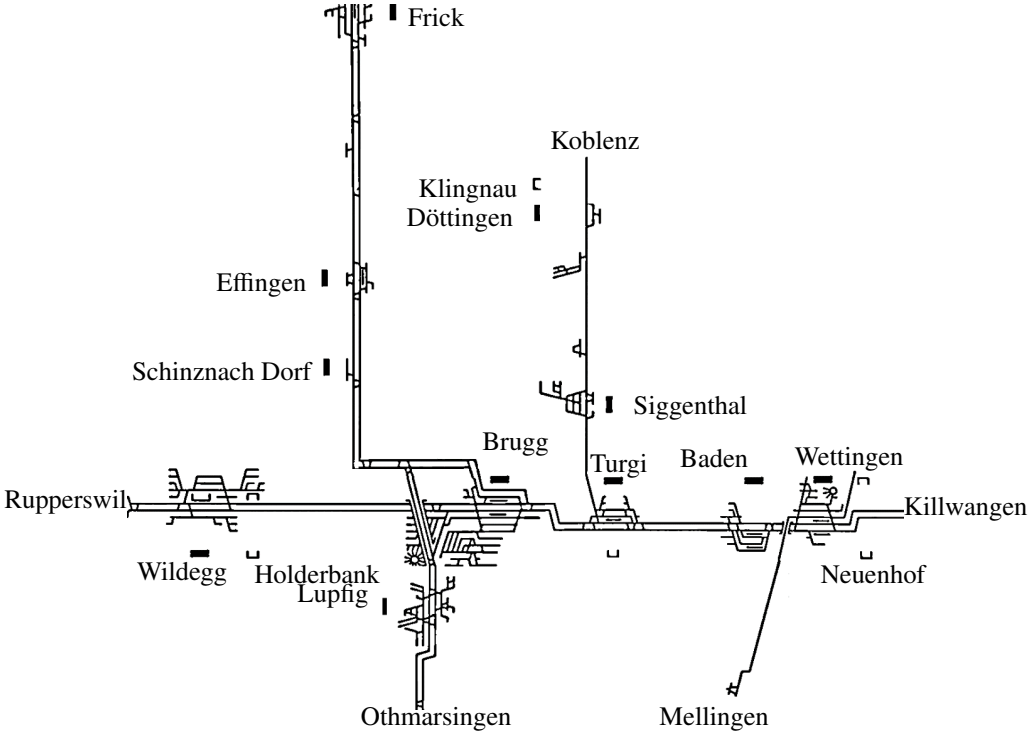 Frick
Koblenz
Klingnau
Döttingen
Effingen
Schinznach Dorf
Siggenthal
Brugg
Turgi
Baden
Wettingen
Rupperswil
Killwangen
Wildegg
Holderbank
Neuenhof
Lupfig
Othmarsingen
Mellingen